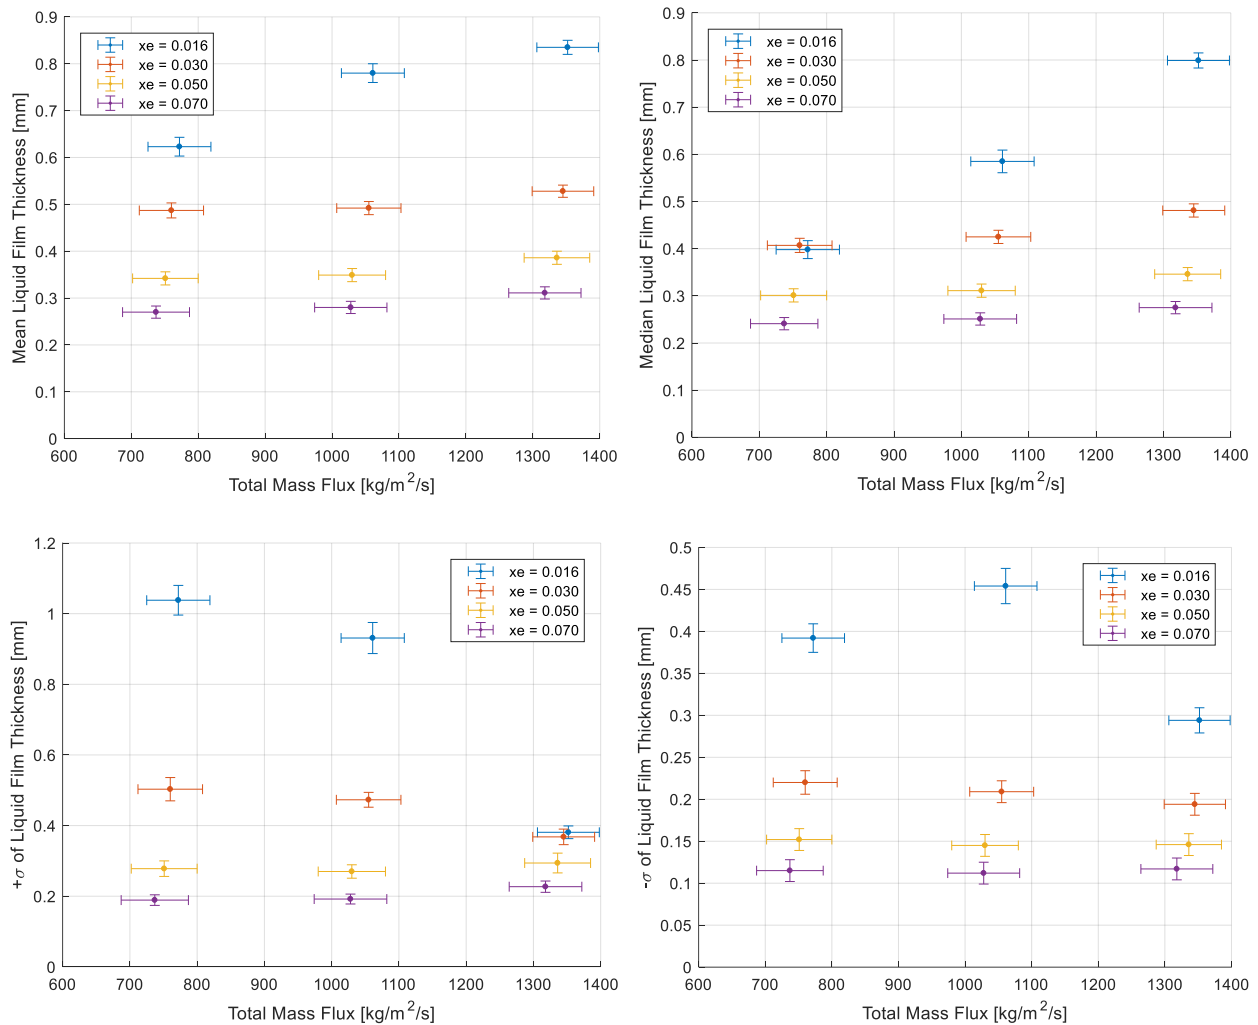 Mean Liquid Film Thickness [mm]
0.9
0.8
0.7
0.6
0.5
0.4
0.3
0.2
0.1
0
xe = 0.016
xe = 0.030
xe = 0.050
xe = 0.070
600 700 800 900 1000 1100 1200 1300 1400
Total Mass Flux [kg/m²/s]
Median Liquid Film Thickness [mm]
0.9
0.8
0.7
0.6
0.5
0.4
0.3
0.2
0.1
0
xe = 0.016
xe = 0.030
xe = 0.050
xe = 0.070
600 700 800 900 1000 1100 1200 1300 1400
Total Mass Flux [kg/m²/s]
+σ of Liquid Film Thickness [mm]
1.2
1
0.8
0.6
0.4
0.2
0
xe = 0.016
xe = 0.030
xe = 0.050
xe = 0.070
600 700 800 900 1000 1100 1200 1300 1400
Total Mass Flux [kg/m²/s]
-σ of Liquid Film Thickness [mm]
0.5
0.45
0.4
0.35
0.3
0.25
0.2
0.15
0.1
0.05
0
xe = 0.016
xe = 0.030
xe = 0.050
xe = 0.070
600 700 800 900 1000 1100 1200 1300 1400
Total Mass Flux [kg/m²/s]